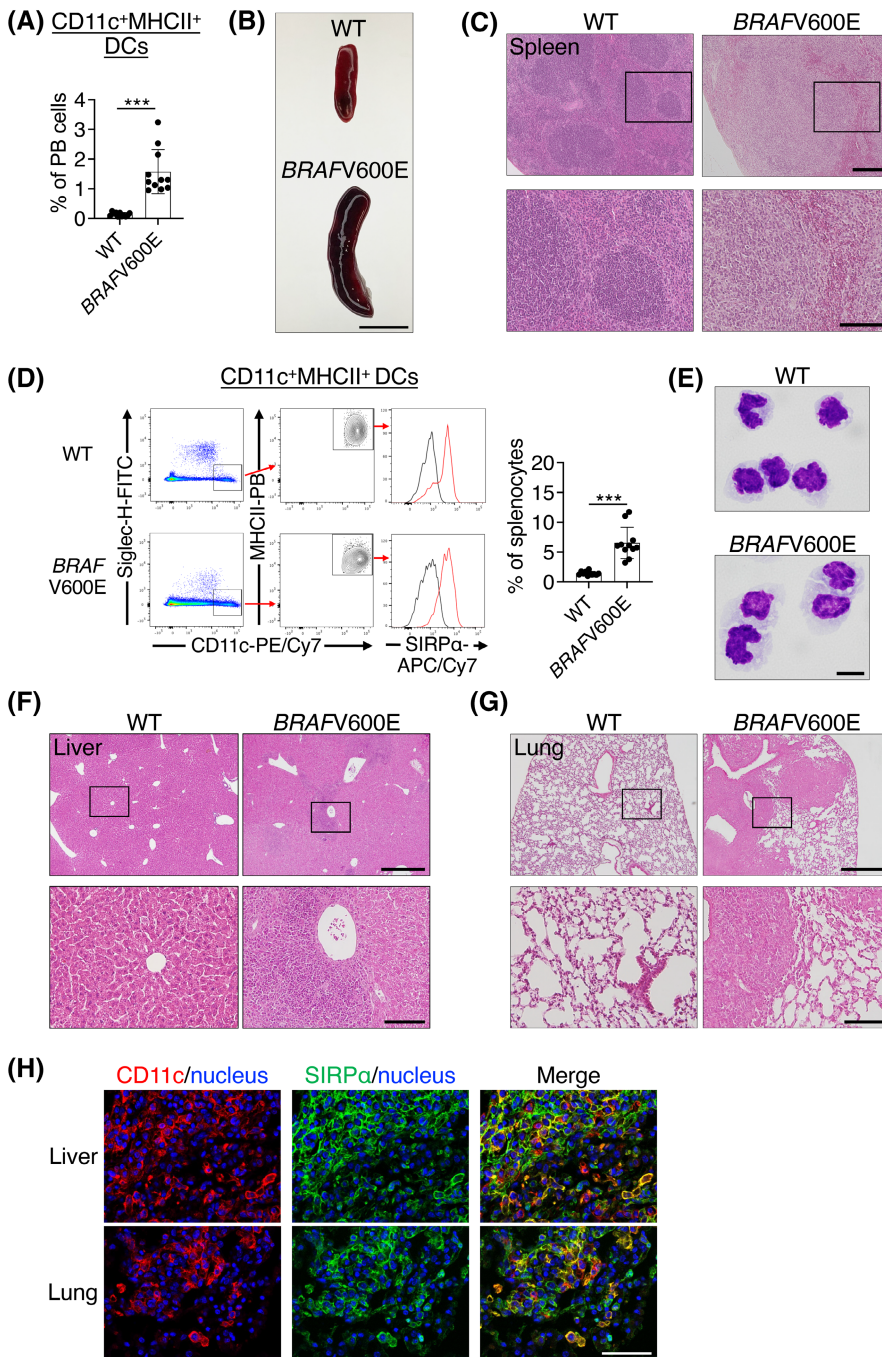 (A) CD11c⁺MHCII⁺
DCs
% of PB cells
4
3
2
1
0
***
WT
BRAFV600E
(B)
WT
BRAFV600E
(C)
WT
BRAFV600E
Spleen
(D)
CD11c⁺MHCII⁺ DCs
WT
BRAF
V600E
Siglec-H-FITC
MHCII-PB
CD11c-PE/Cy7
SIRPα-
APC/Cy7
% of splenocytes
20
15
10
5
0
***
WT
BRAFV600E
(E)
WT
BRAFV600E
(F)
WT
BRAFV600E
Liver
(G)
WT
BRAFV600E
Lung
(H)
CD11c/nucleus
SIRPα/nucleus
Merge
Liver
Lung